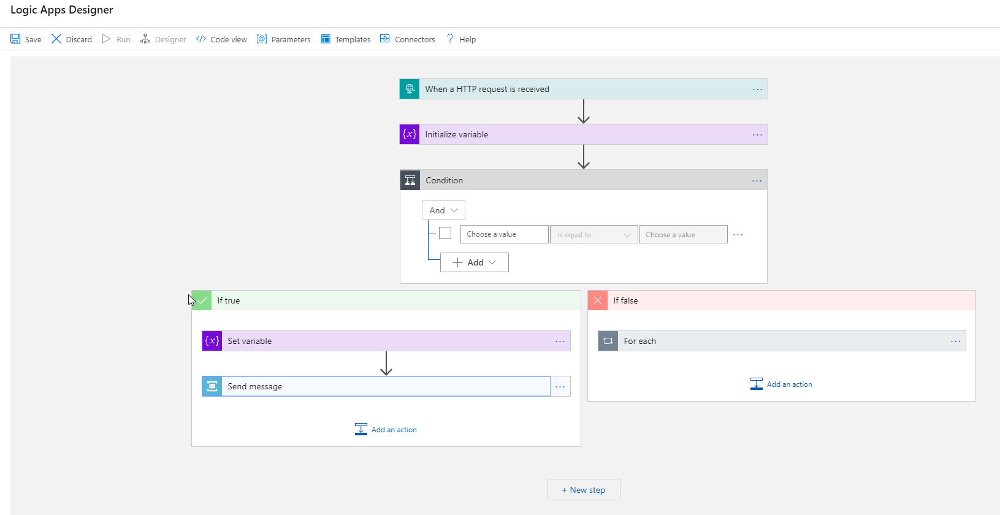 Logic Apps Designer
Save Discard Run Designer Code view Parameters Templates Connectors ? Help
When a HTTP request is received ...
{x} Initialize variable ...
Condition ...
And
Choose a value is equal to Choose a value ...
+ Add
If true If false
{x} Set variable ... For each ...
Send message ... Add an action
Add an action
+ New step